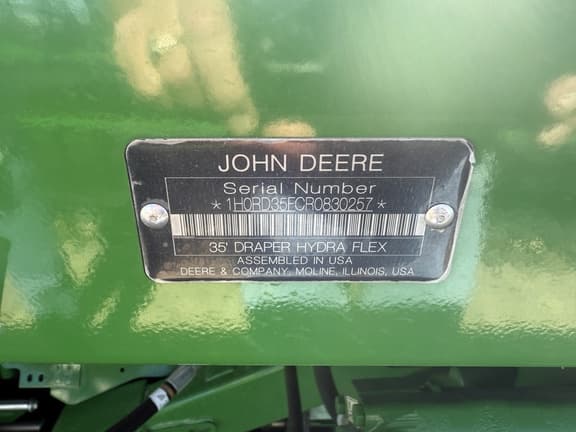 JOHN DEERE
Serial Number
*1H0RD35FCR0830257*
35' DRAPER HYDRA FLEX
ASSEMBLED IN USA
DEERE & COMPANY, MOLINE, ILLINOIS, USA